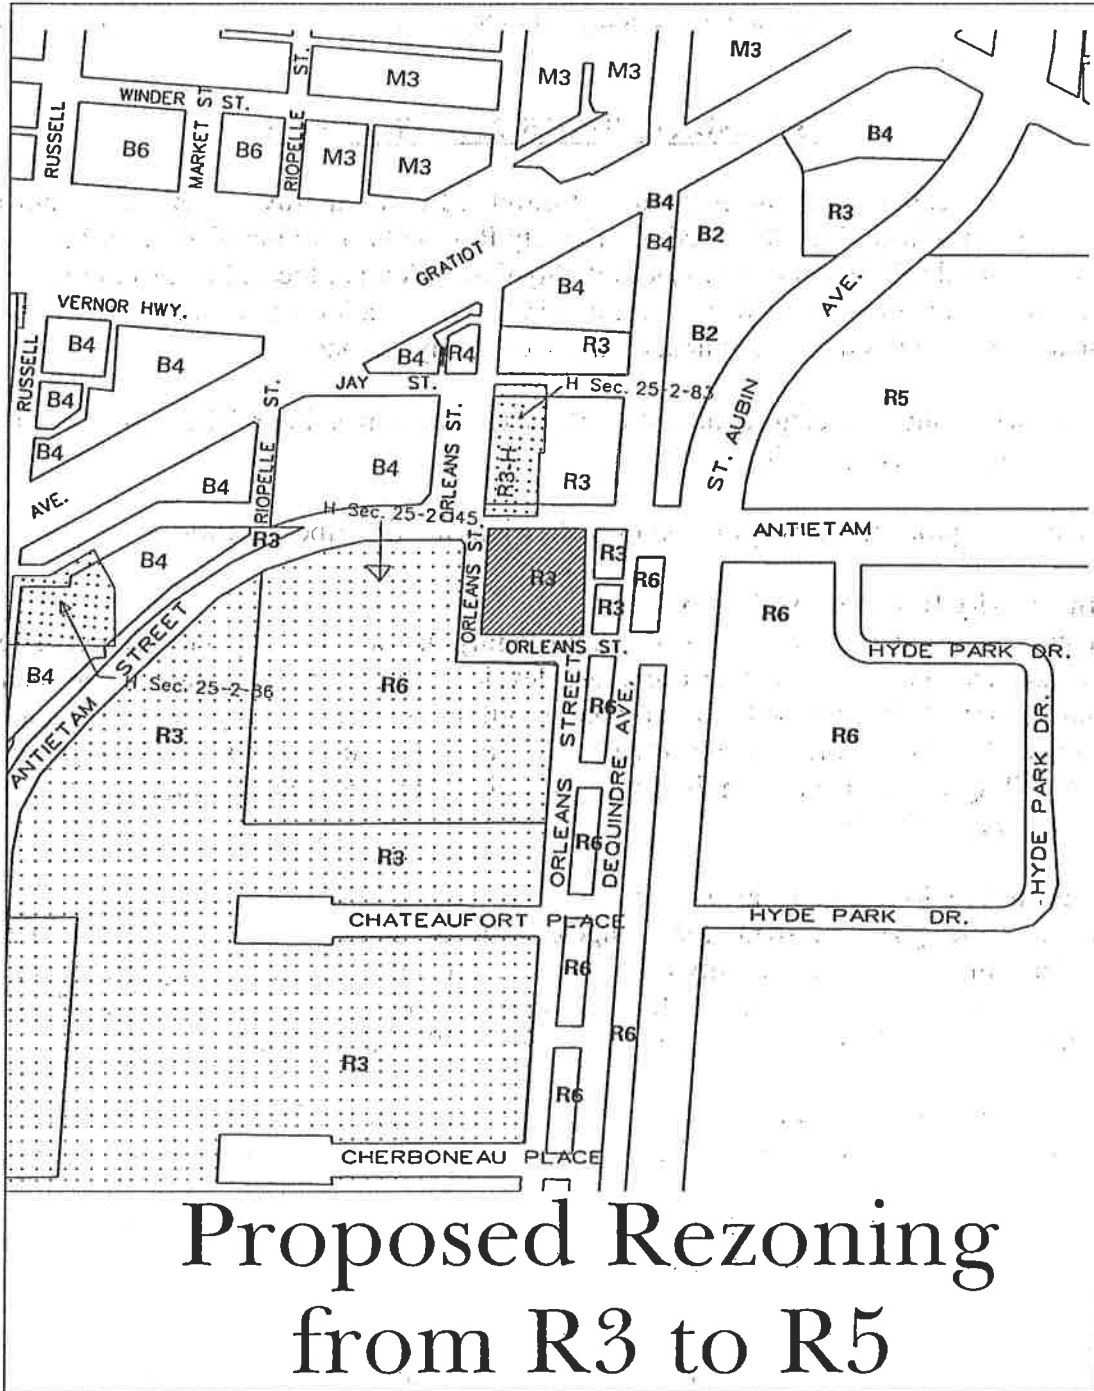 M3
M3
M3
M3
WINDER ST.
MARKET ST
RIOPELLE ST.
RUSSELL
B6
B6
M3
M3
B4
R3
B4
B4
B2
GRATIOT
B4
VERNOR HWY.
AVE.
B2
R3
RUSSELL
B4
B4
B4
R4
JAY ST.
H Sec. 25-2-83
R5
B4
ST. AUBIN
RIOPELLE ST.
ORLEANS ST.
B4
B4
R3-H
R3
B4
AVE.
H Sec. 25-2-145
ANTIETAM
R3
ORLEANS ST.
B4
R3
R3
R6
R3
R6
ORLEANS ST.
HYDE PARK DR.
B4
H Sec. 25-2-86
R6
R6
ANTIETAM STREET
R3
R6
HYDE PARK DR.
ORLEANS STREET
DEQUINDRE AVE.
R6
R3
CHATEAUFORT PLACE
HYDE PARK DR.
R6
R6
R3
R6
CHERBONEAU PLACE
Proposed Rezoning
from R3 to R5